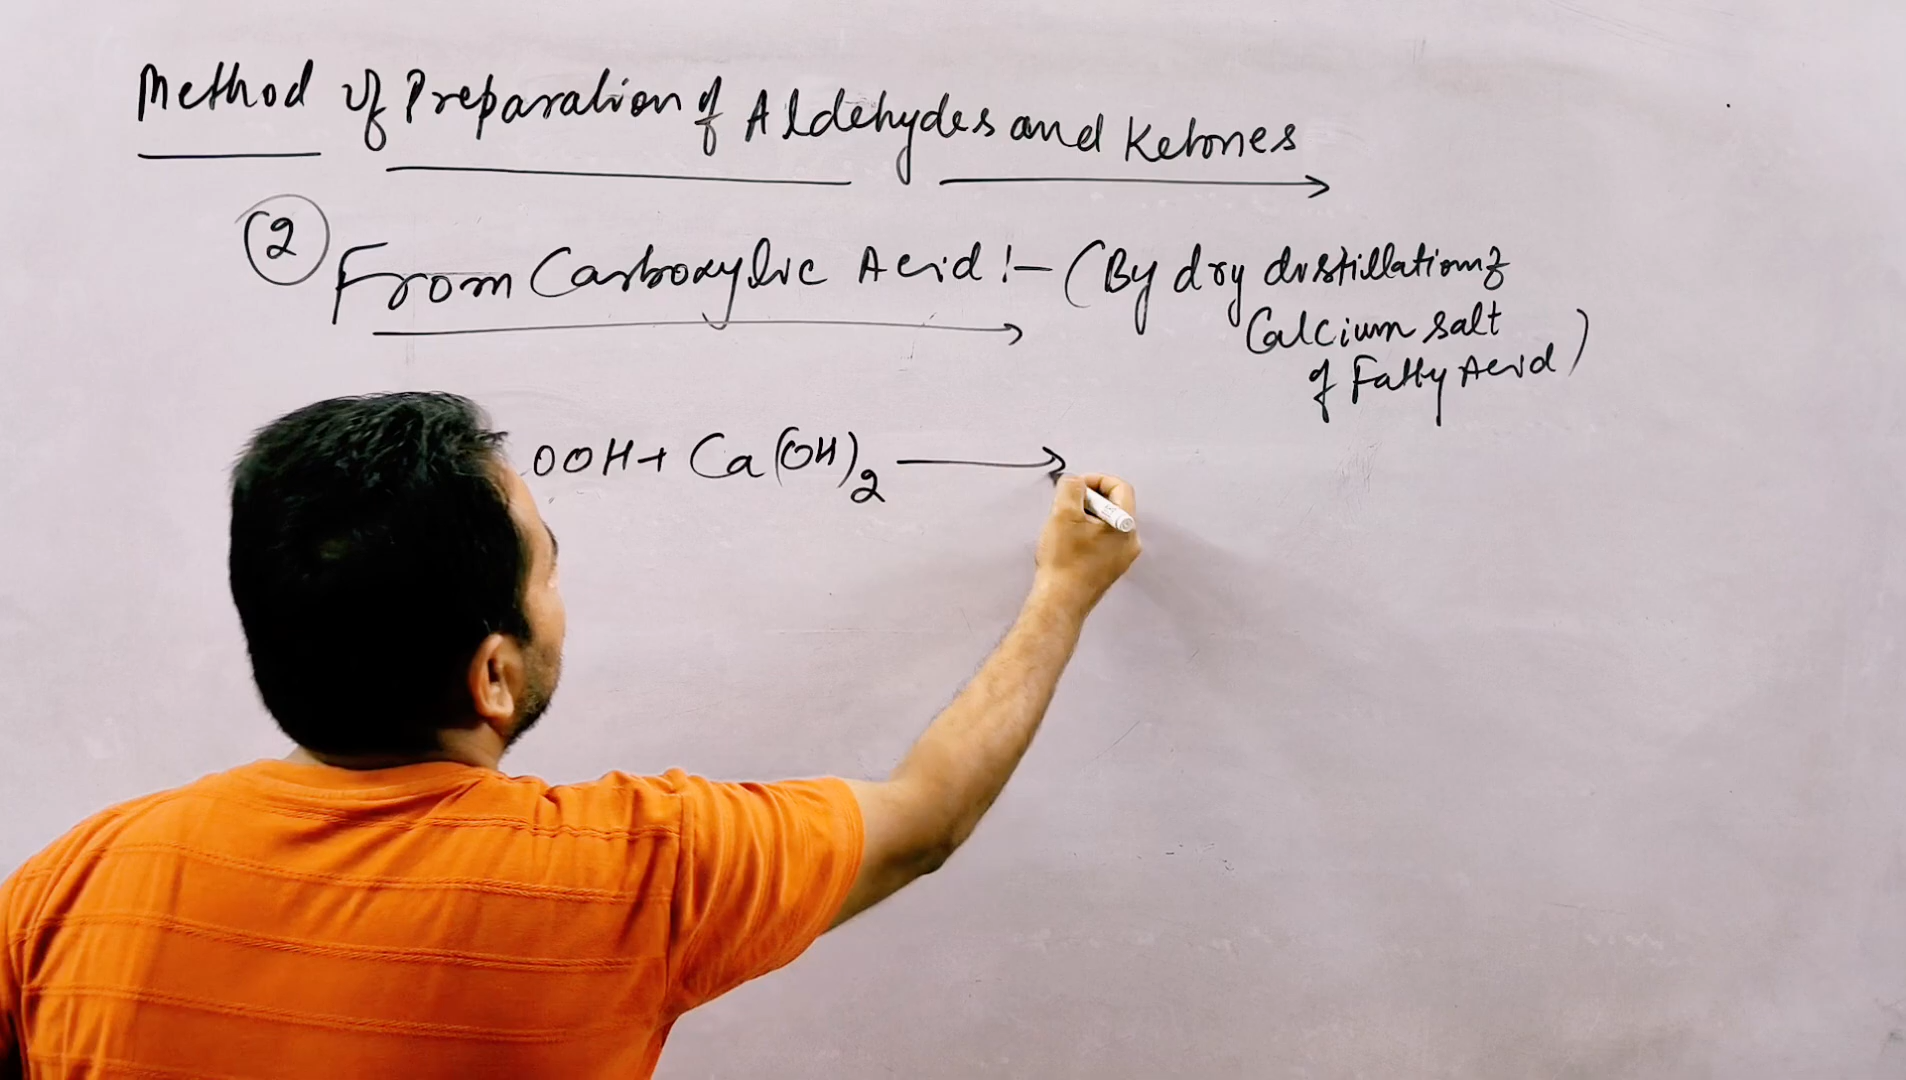 Method of Preparation of Aldehydes and Ketones
2
From Carboxylic Acid :- (By dry distillation of
Calcium salt
of Fatty Acid)
OOH + Ca(OH)2 ⟶